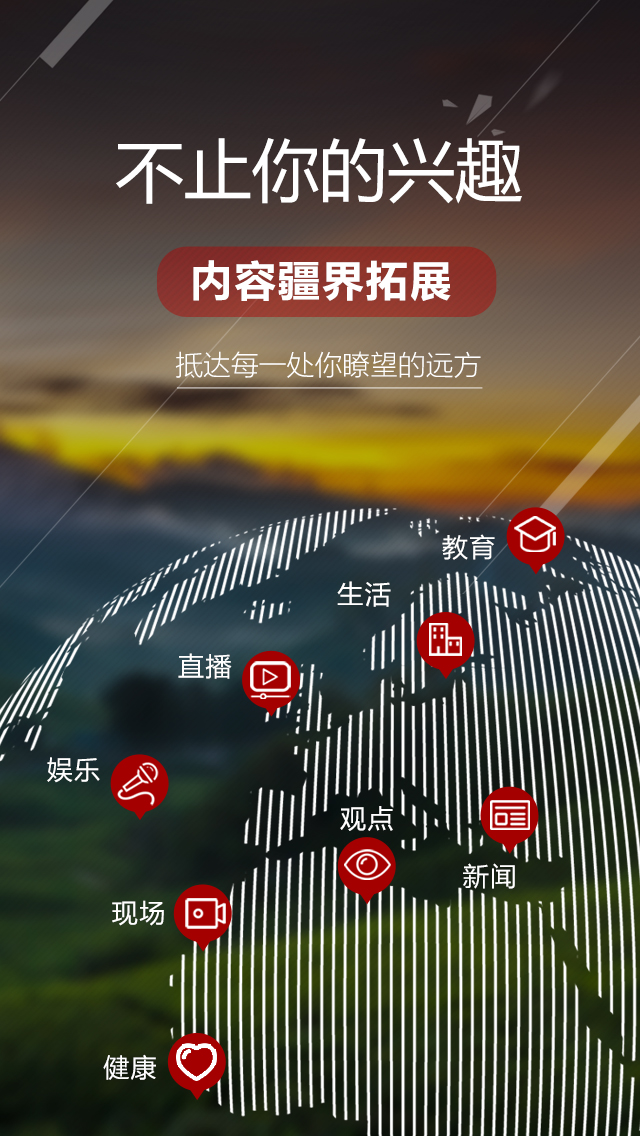 不止你的兴趣
内容疆界拓展
抵达每一处你瞭望的远方
教育
生活
直播
娱乐
观点
新闻
现场
健康